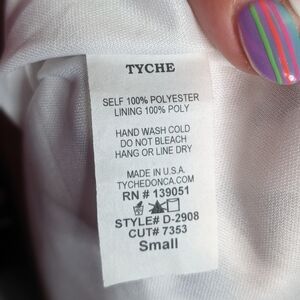 TYCHE
SELF 100% POLYESTER
LINING 100% POLY
HAND WASH COLD
DO NOT BLEACH
HANG OR LINE DRY
MADE IN U.S.A.
TYCHEDONCA.COM
RN # 139051
STYLE# D-2908
CUT# 7353
Small